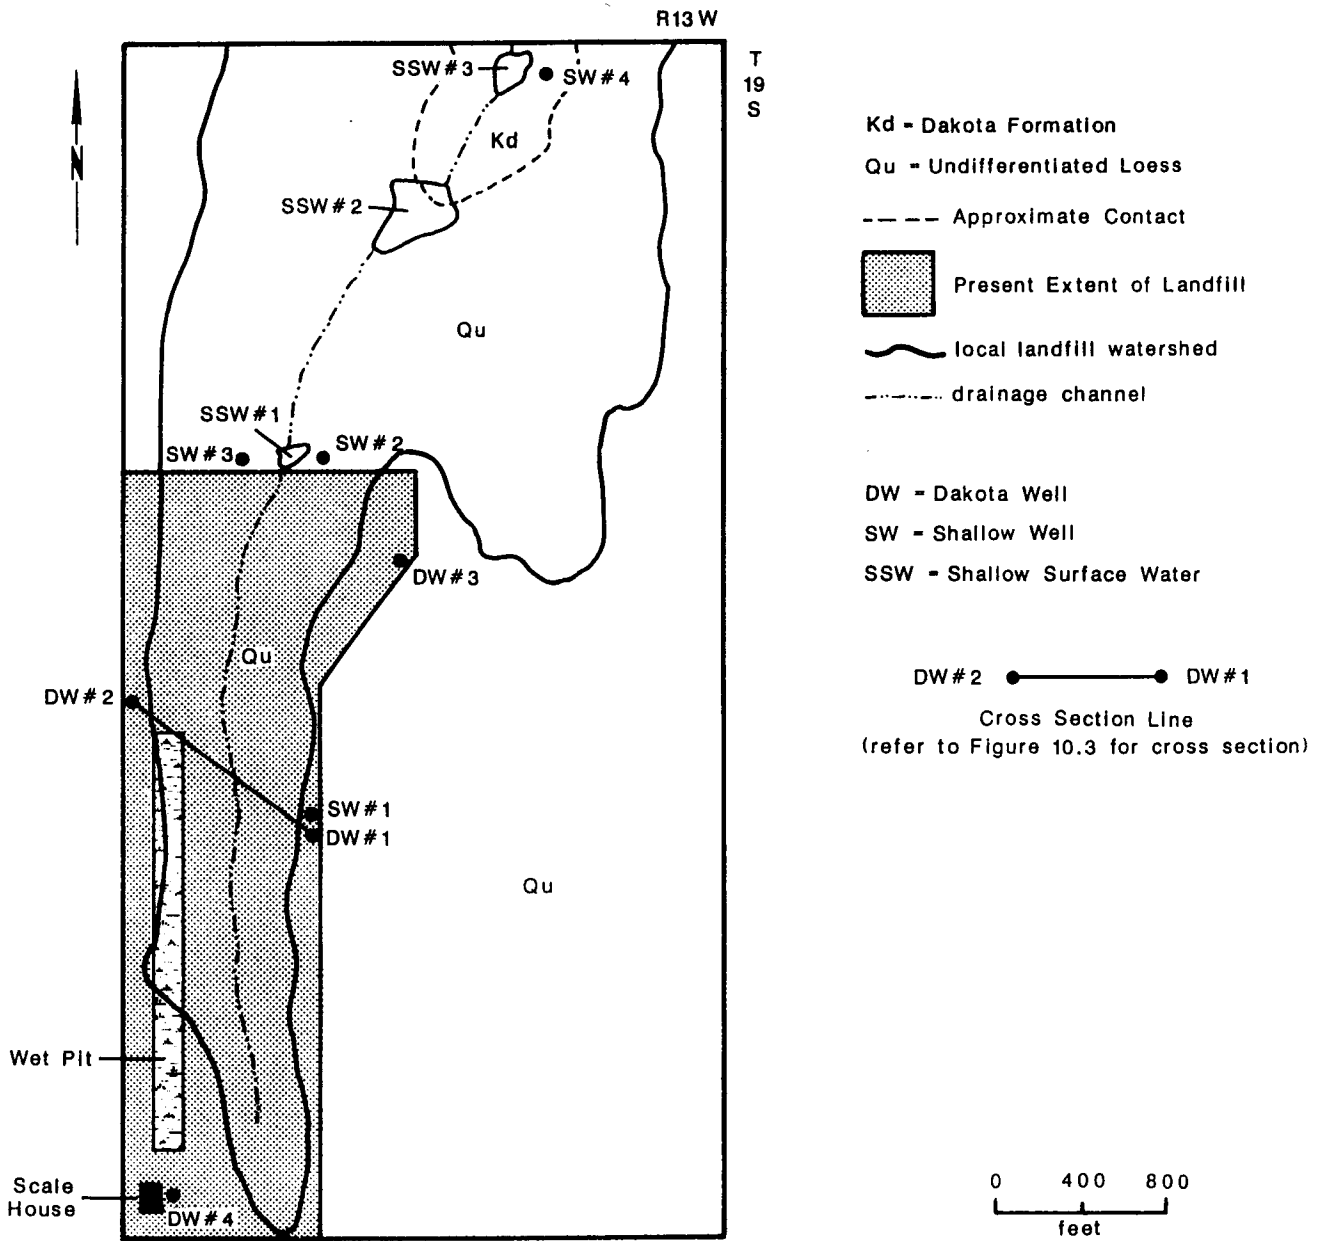 R13W
T
19
S
N
SSW#3
SW#4
Kd
SSW#2
Qu
SSW#1
SW#3
SW#2
DW#3
Qu
DW#2
SW#1
DW#1
Qu
Wet Pit
Scale
House
DW#4
Kd - Dakota Formation
Qu - Undifferentiated Loess
Approximate Contact
Present Extent of Landfill
local landfill watershed
drainage channel
DW - Dakota Well
SW - Shallow Well
SSW - Shallow Surface Water
DW#2 DW#1
Cross Section Line
(refer to Figure 10.3 for cross section)
0 400 800
feet